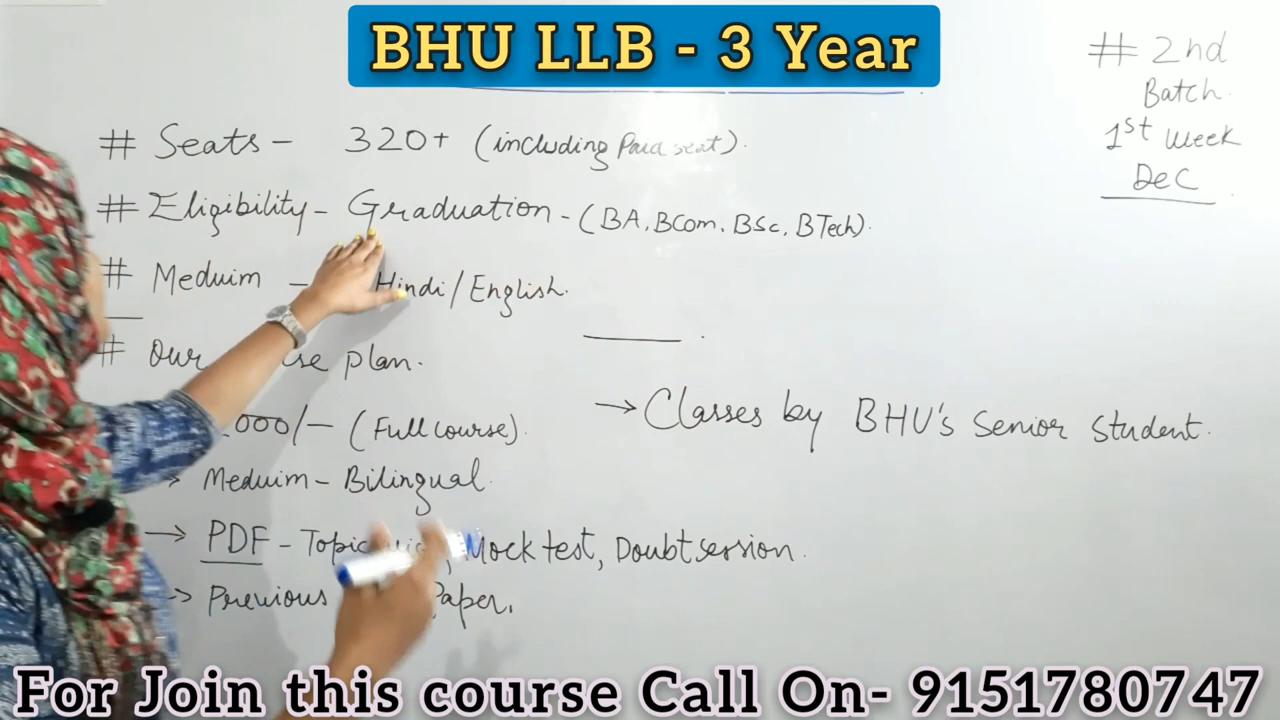 BHU LLB - 3 Year
# 2nd
Batch
1st week
Dec
# Seats - 320+ (including Paid seat).
# Eligibility - Graduation - (BA, BCom, BSc, BTech).
# Meduim - Hindi/English.
# Our plan.
000/- (Full course).
→ Classes by BHU's Senior Student.
→ Meduim - Bilingual.
→ PDF - Mock test, Doubt session.
→ Previous Paper.
For Join this course Call On- 9151780747